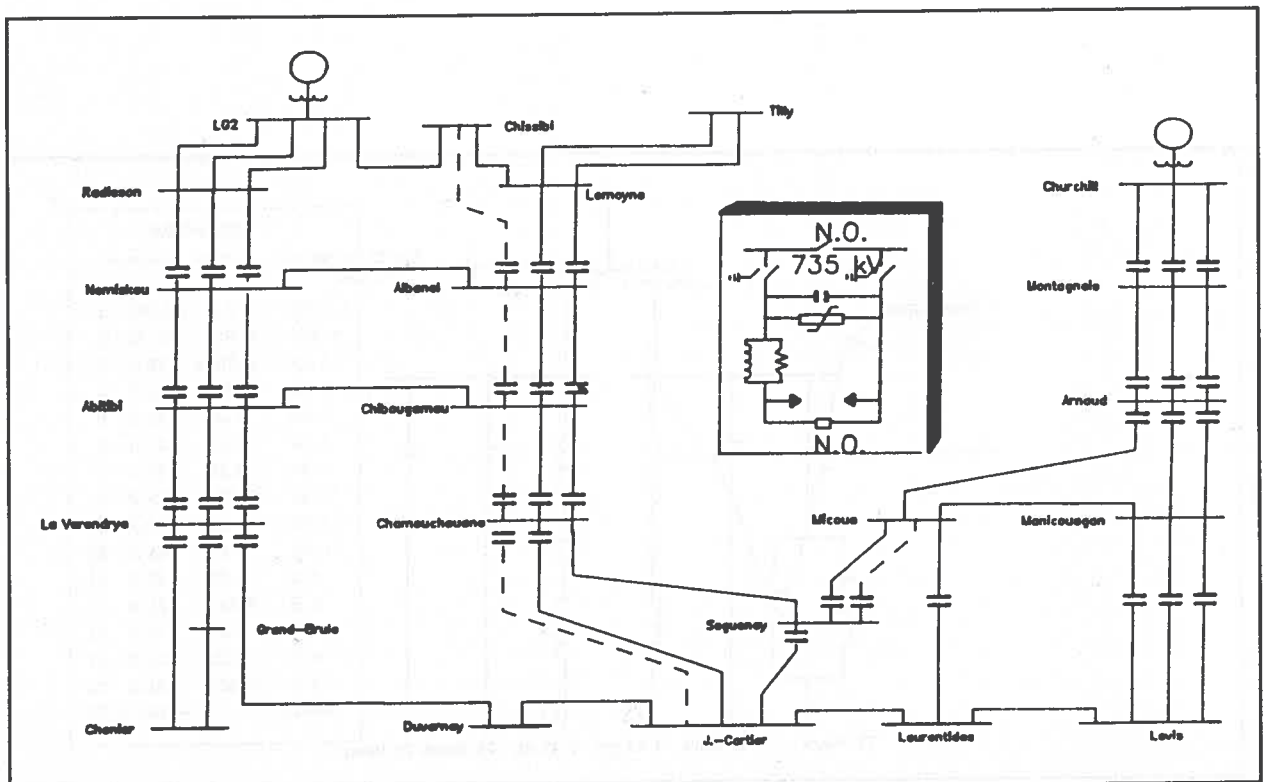 LG2
Chissibi
Tilly
Radisson
Lemoyne
Churchill
N.O.
735 kV
Nemiskau
Albanel
Montagnais
Abitibi
Chibougamau
Arnaud
N.O.
La Verendrye
Chamouchouane
Micoua
Manicouagan
Grand-Brule
Saguenay
Chenier
Duvernay
J.-Cartier
Laurentides
Levis